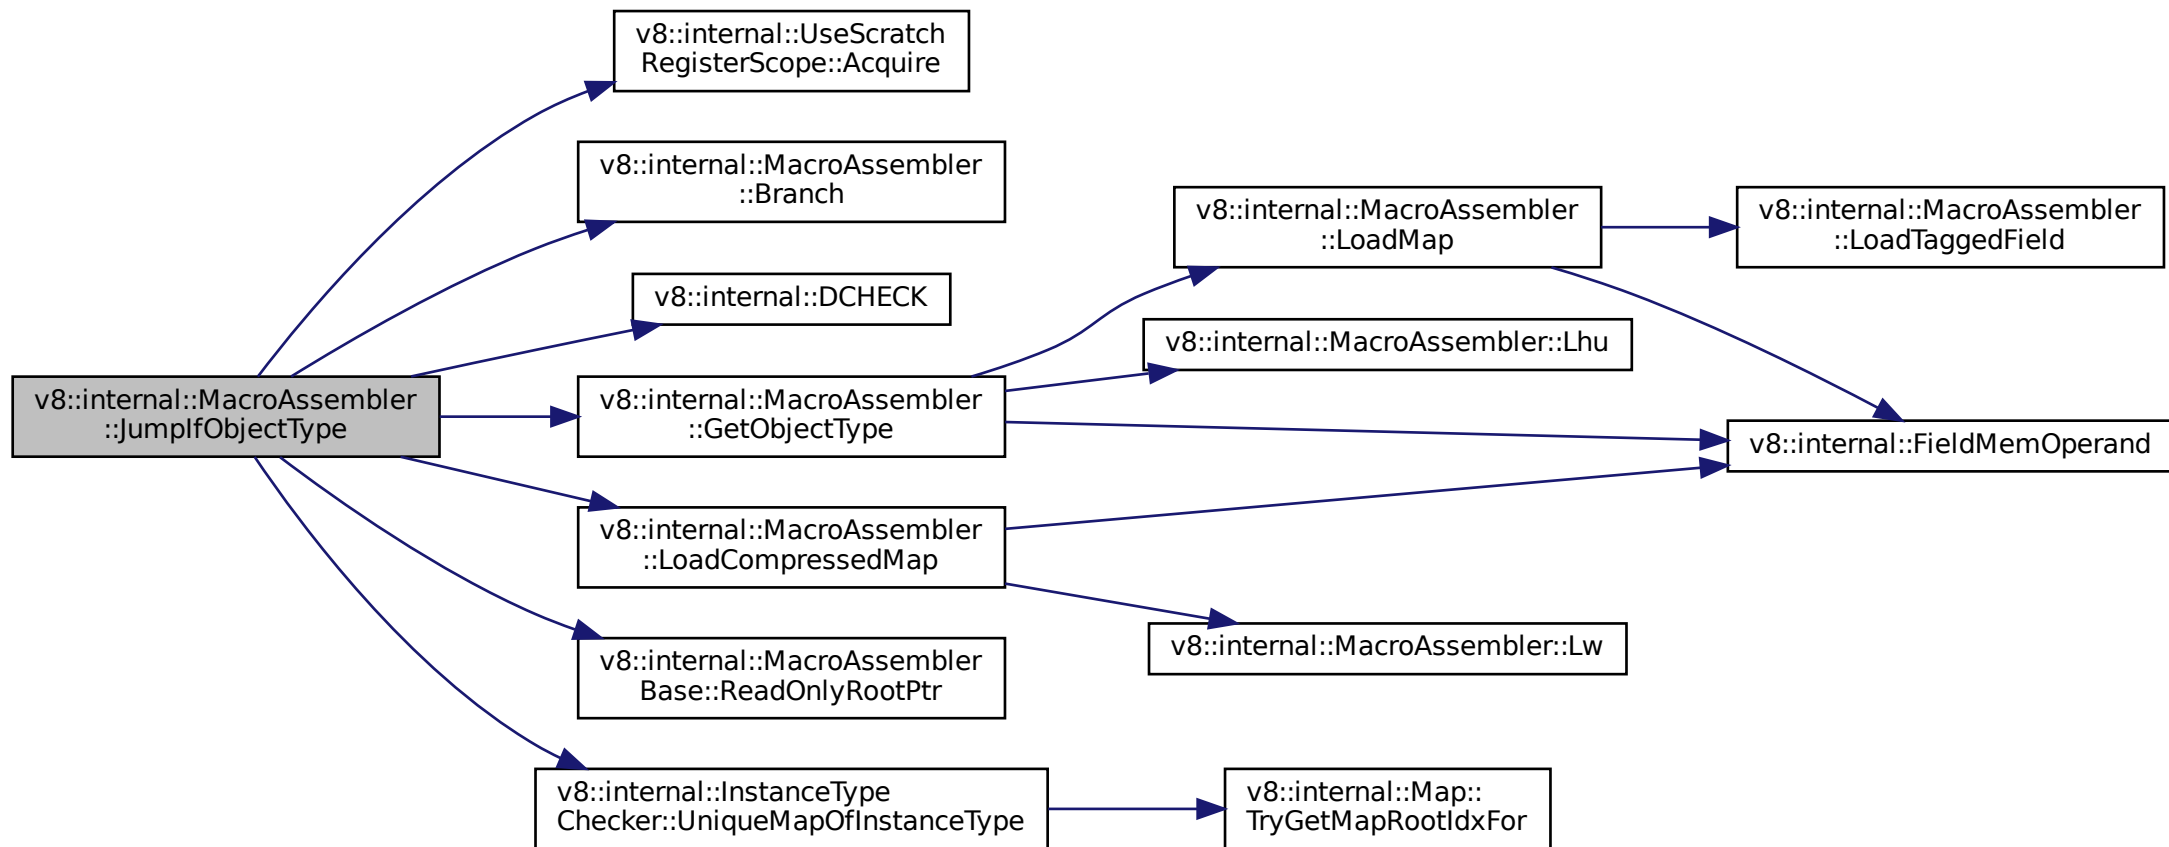 v8::internal::UseScratch
RegisterScope::Acquire
v8::internal::MacroAssembler
::Branch
v8::internal::DCHECK
v8::internal::MacroAssembler
::JumpIfObjectType
v8::internal::MacroAssembler
::GetObjectType
v8::internal::MacroAssembler
::LoadMap
v8::internal::MacroAssembler
::LoadTaggedField
v8::internal::MacroAssembler::Lhu
v8::internal::FieldMemOperand
v8::internal::MacroAssembler
::LoadCompressedMap
v8::internal::MacroAssembler::Lw
v8::internal::MacroAssembler
Base::ReadOnlyRootPtr
v8::internal::InstanceType
Checker::UniqueMapOfInstanceType
v8::internal::Map::
TryGetMapRootIdxFor